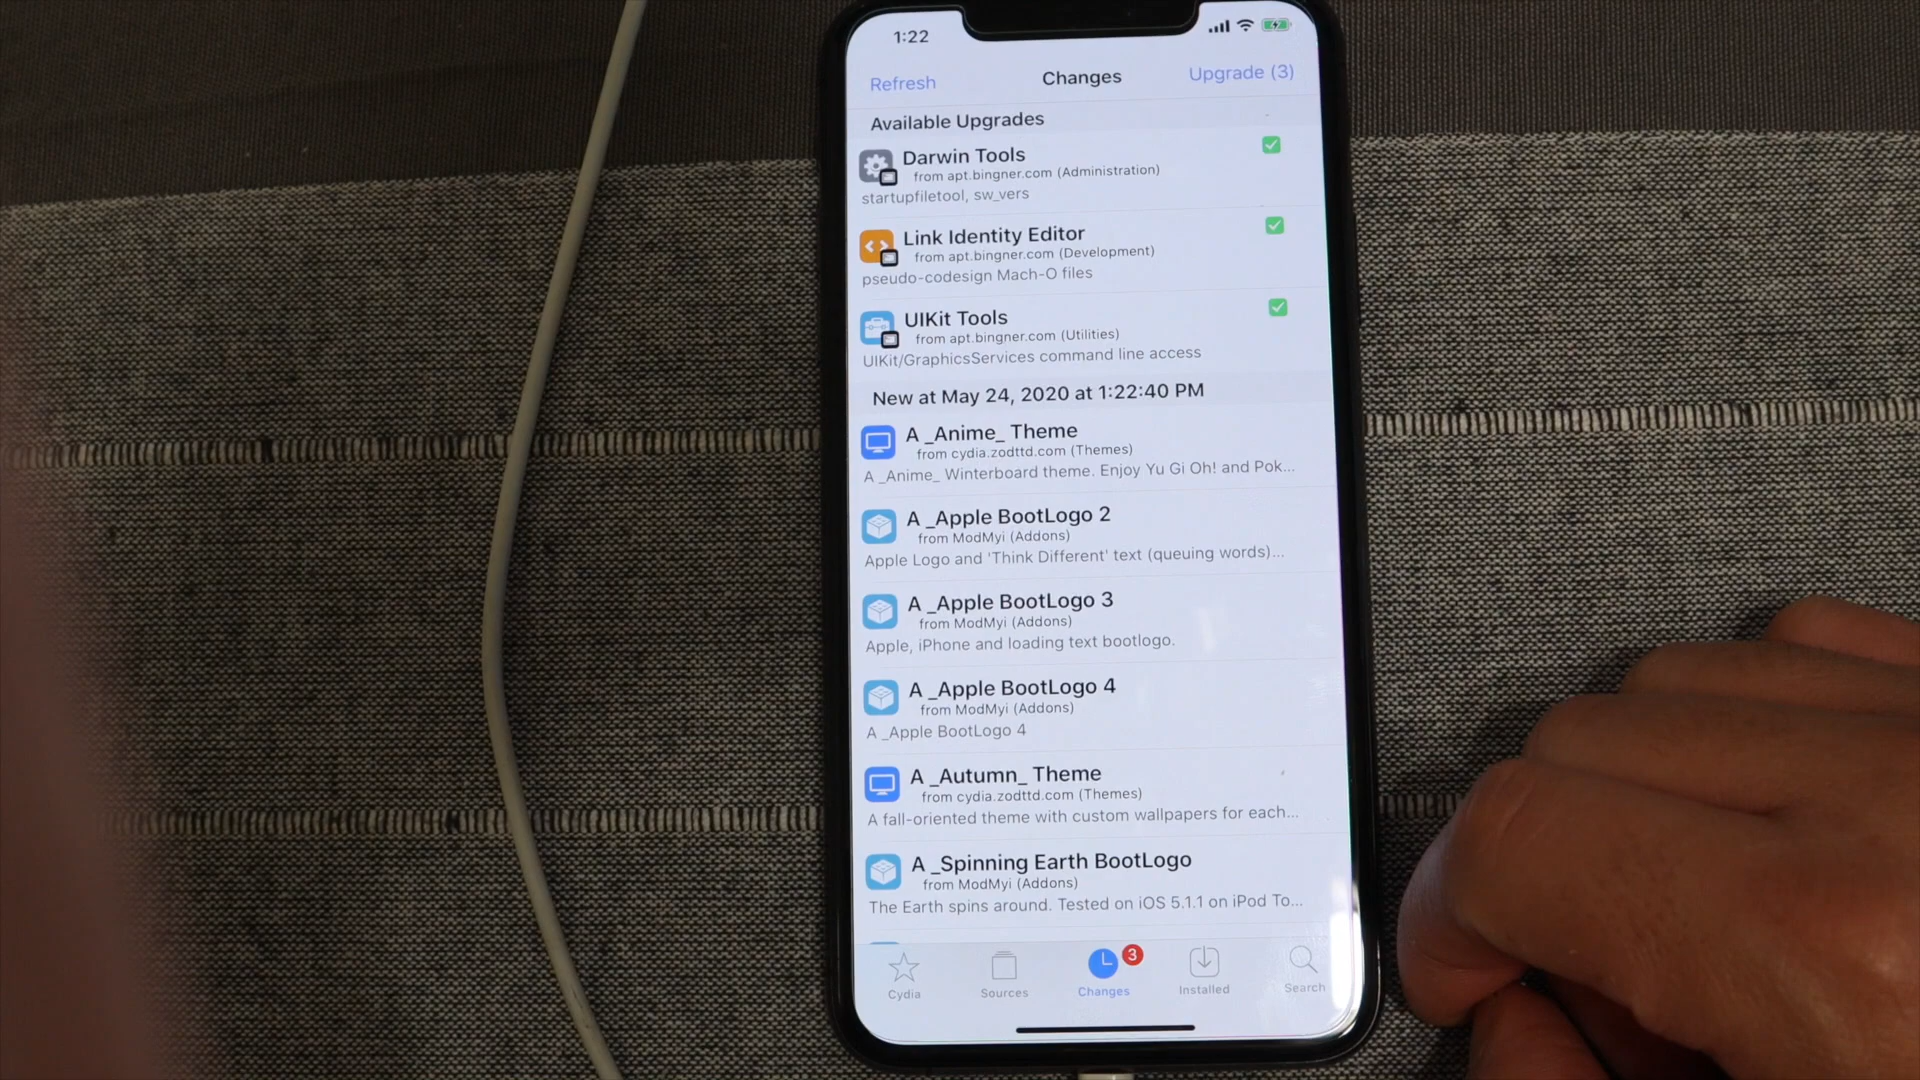 1:22
Refresh
Changes
Upgrade (3)
Available Upgrades
Darwin Tools
from apt.bingner.com (Administration)
startupfiletool, sw_vers
Link Identity Editor
from apt.bingner.com (Development)
pseudo-codesign Mach-O files
UIKit Tools
from apt.bingner.com (Utilities)
UIKit/GraphicsServices command line access
New at May 24, 2020 at 1:22:40 PM
A _Anime_ Theme
from cydia.zodttd.com (Themes)
A _Anime_ Winterboard theme. Enjoy Yu Gi Oh! and Pok...
A _Apple BootLogo 2
from ModMyi (Addons)
Apple Logo and 'Think Different' text (queuing words)...
A _Apple BootLogo 3
from ModMyi (Addons)
Apple, iPhone and loading text bootlogo.
A _Apple BootLogo 4
from ModMyi (Addons)
A _Apple BootLogo 4
A _Autumn_ Theme
from cydia.zodttd.com (Themes)
A fall-oriented theme with custom wallpapers for each...
A _Spinning Earth BootLogo
from ModMyi (Addons)
The Earth spins around. Tested on iOS 5.1.1 on iPod To...
3
Cydia
Sources
Changes
Installed
Search